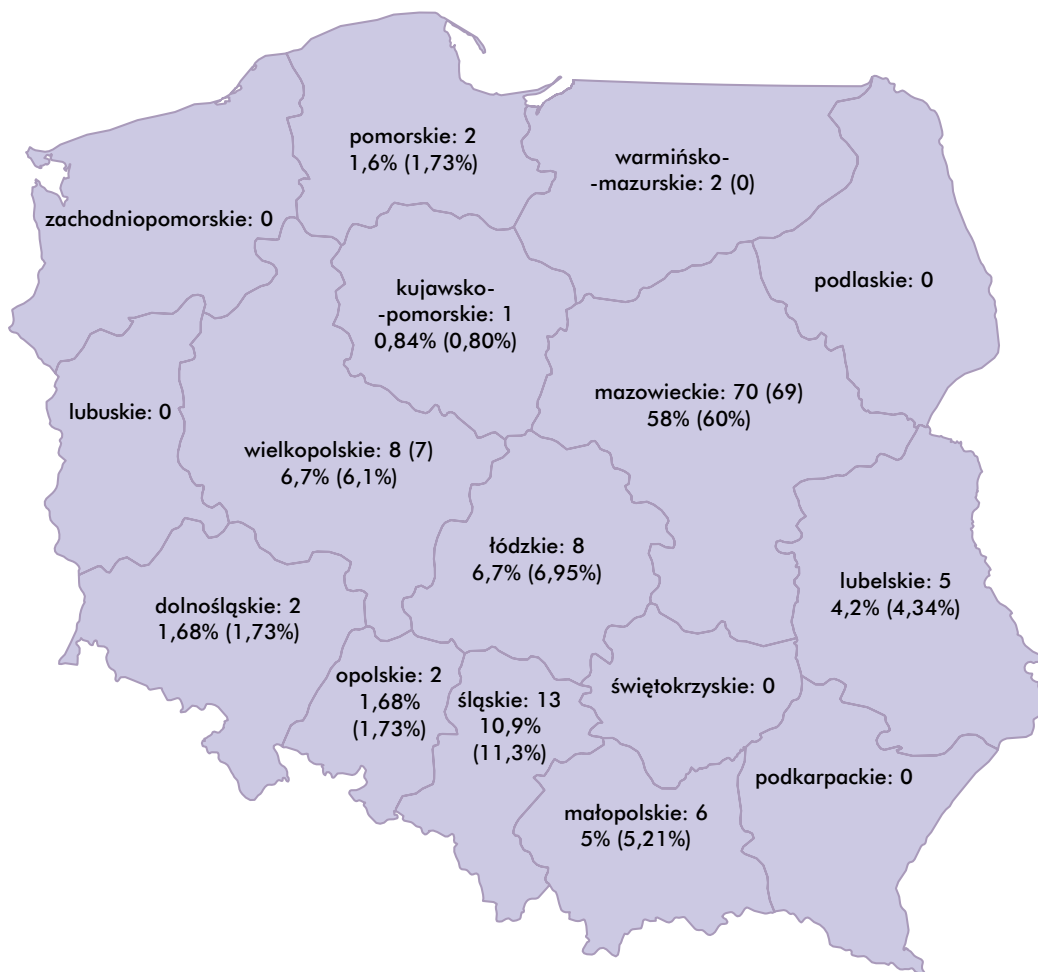 pomorskie: 2
1,6% (1,73%)
warmińsko-
-mazurskie: 2 (0)
zachodniopomorskie: 0
podlaskie: 0
kujawsko-
-pomorskie: 1
0,84% (0,80%)
mazowieckie: 70 (69)
58% (60%)
lubuskie: 0
wielkopolskie: 8 (7)
6,7% (6,1%)
łódzkie: 8
6,7% (6,95%)
lubelskie: 5
4,2% (4,34%)
dolnośląskie: 2
1,68% (1,73%)
opolskie: 2
1,68%
(1,73%)
śląskie: 13
10,9%
(11,3%)
świętokrzyskie: 0
podkarpackie: 0
małopolskie: 6
5% (5,21%)